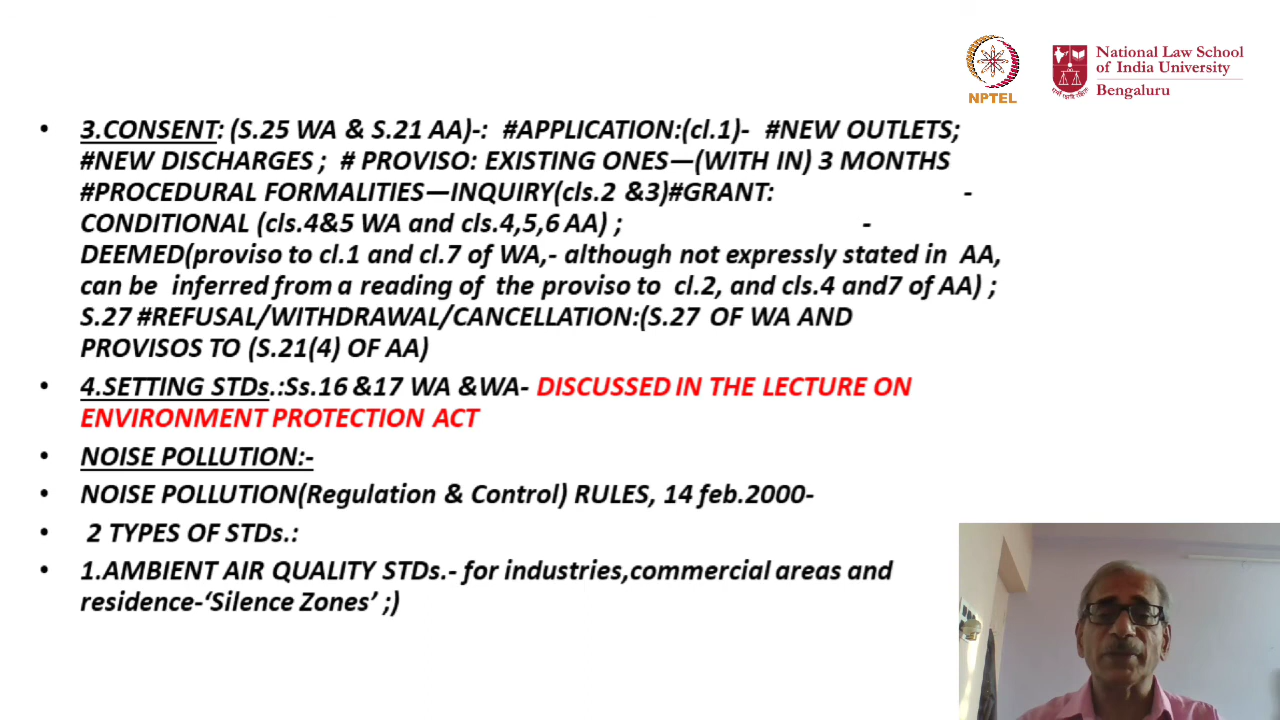 NPTEL
National Law School
of India University
Bengaluru
• 3.CONSENT: (S.25 WA & S.21 AA)-: #APPLICATION:(cl.1)- #NEW OUTLETS;
#NEW DISCHARGES ; # PROVISO: EXISTING ONES—(WITH IN) 3 MONTHS
#PROCEDURAL FORMALITIES—INQUIRY(cls.2 &3)#GRANT: -
CONDITIONAL (cls.4&5 WA and cls.4,5,6 AA) ; -
DEEMED(proviso to cl.1 and cl.7 of WA,- although not expressly stated in AA,
can be inferred from a reading of the proviso to cl.2, and cls.4 and7 of AA) ;
S.27 #REFUSAL/WITHDRAWAL/CANCELLATION:(S.27 OF WA AND
PROVISOS TO (S.21(4) OF AA)
• 4.SETTING STDs.:Ss.16 &17 WA &WA- DISCUSSED IN THE LECTURE ON
ENVIRONMENT PROTECTION ACT
• NOISE POLLUTION:-
• NOISE POLLUTION(Regulation & Control) RULES, 14 feb.2000-
• 2 TYPES OF STDs.:
• 1.AMBIENT AIR QUALITY STDs.- for industries,commercial areas and
residence-‘Silence Zones’ ;)